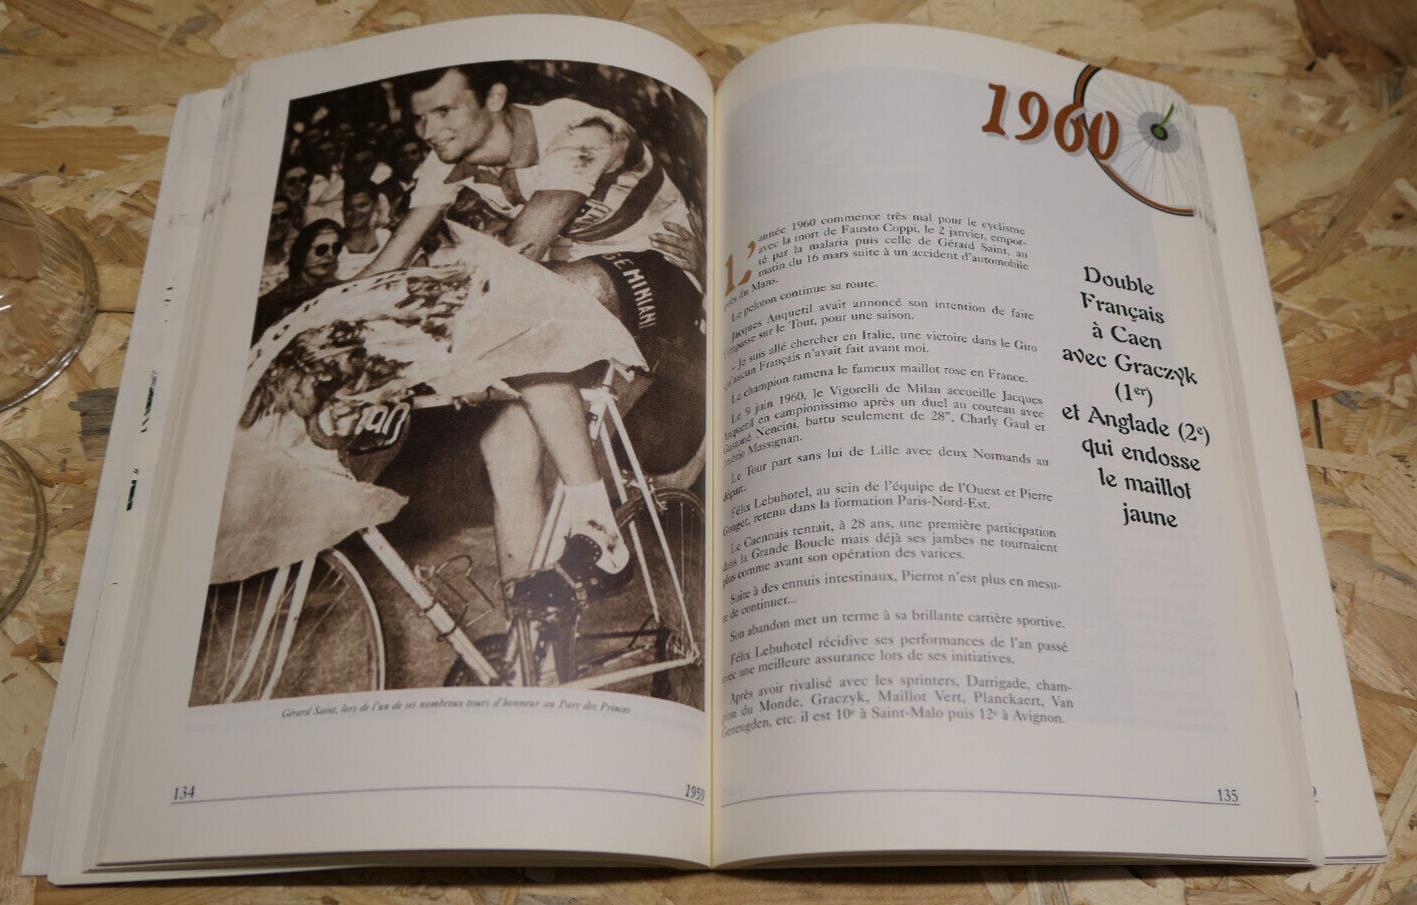 GEMINIANI
Gérard Saint, lors de l'un de ses nombreux tours d'honneur au Parc des Princes
134
1959
1960
L'année 1960 commence très mal pour le cyclisme
avec la mort de Fausto Coppi, le 2 janvier, empor-
té par la malaria puis celle de Gérard Saint, au
matin du 16 mars suite à un accident d'automobile
près du Mans.
Le peloton continue sa route.
Jacques Anquetil avait annoncé son intention de faire
l'impasse sur le Tour, pour une saison.
- Je suis allé chercher en Italie, une victoire dans le Giro
qu'aucun Français n'avait fait avant moi.
Le champion ramena le fameux maillot rose en France.
Le 9 juin 1960, le Vigorelli de Milan accueille Jacques
Anquetil en campionissimo après un duel au couteau avec
Gastoné Nencini, battu seulement de 28", Charly Gaul et
Imério Massignan.
Le Tour part sans lui de Lille avec deux Normands au
départ.
Félix Lebuhotel, au sein de l'équipe de l'Ouest et Pierre
Gouget, retenu dans la formation Paris-Nord-Est.
Le Caennais tentait, à 28 ans, une première participation
dans la Grande Boucle mais déjà ses jambes ne tournaient
plus comme avant son opération des varices.
Suite à des ennuis intestinaux, Pierrot n'est plus en mesu-
re de continuer...
Son abandon met un terme à sa brillante carrière sportive.
Félix Lebuhotel récidive ses performances de l'an passé
avec une meilleure assurance lors de ses initiatives.
Après avoir rivalisé avec les sprinters, Darrigade, cham-
pion du Monde, Graczyk, Maillot Vert, Planckaert, Van
Geneugden, etc. il est 10e à Saint-Malo puis 12e à Avignon.
Double
Français
à Caen
avec Graczyk
(1er)
et Anglade (2e)
qui endosse
le maillot
jaune
135